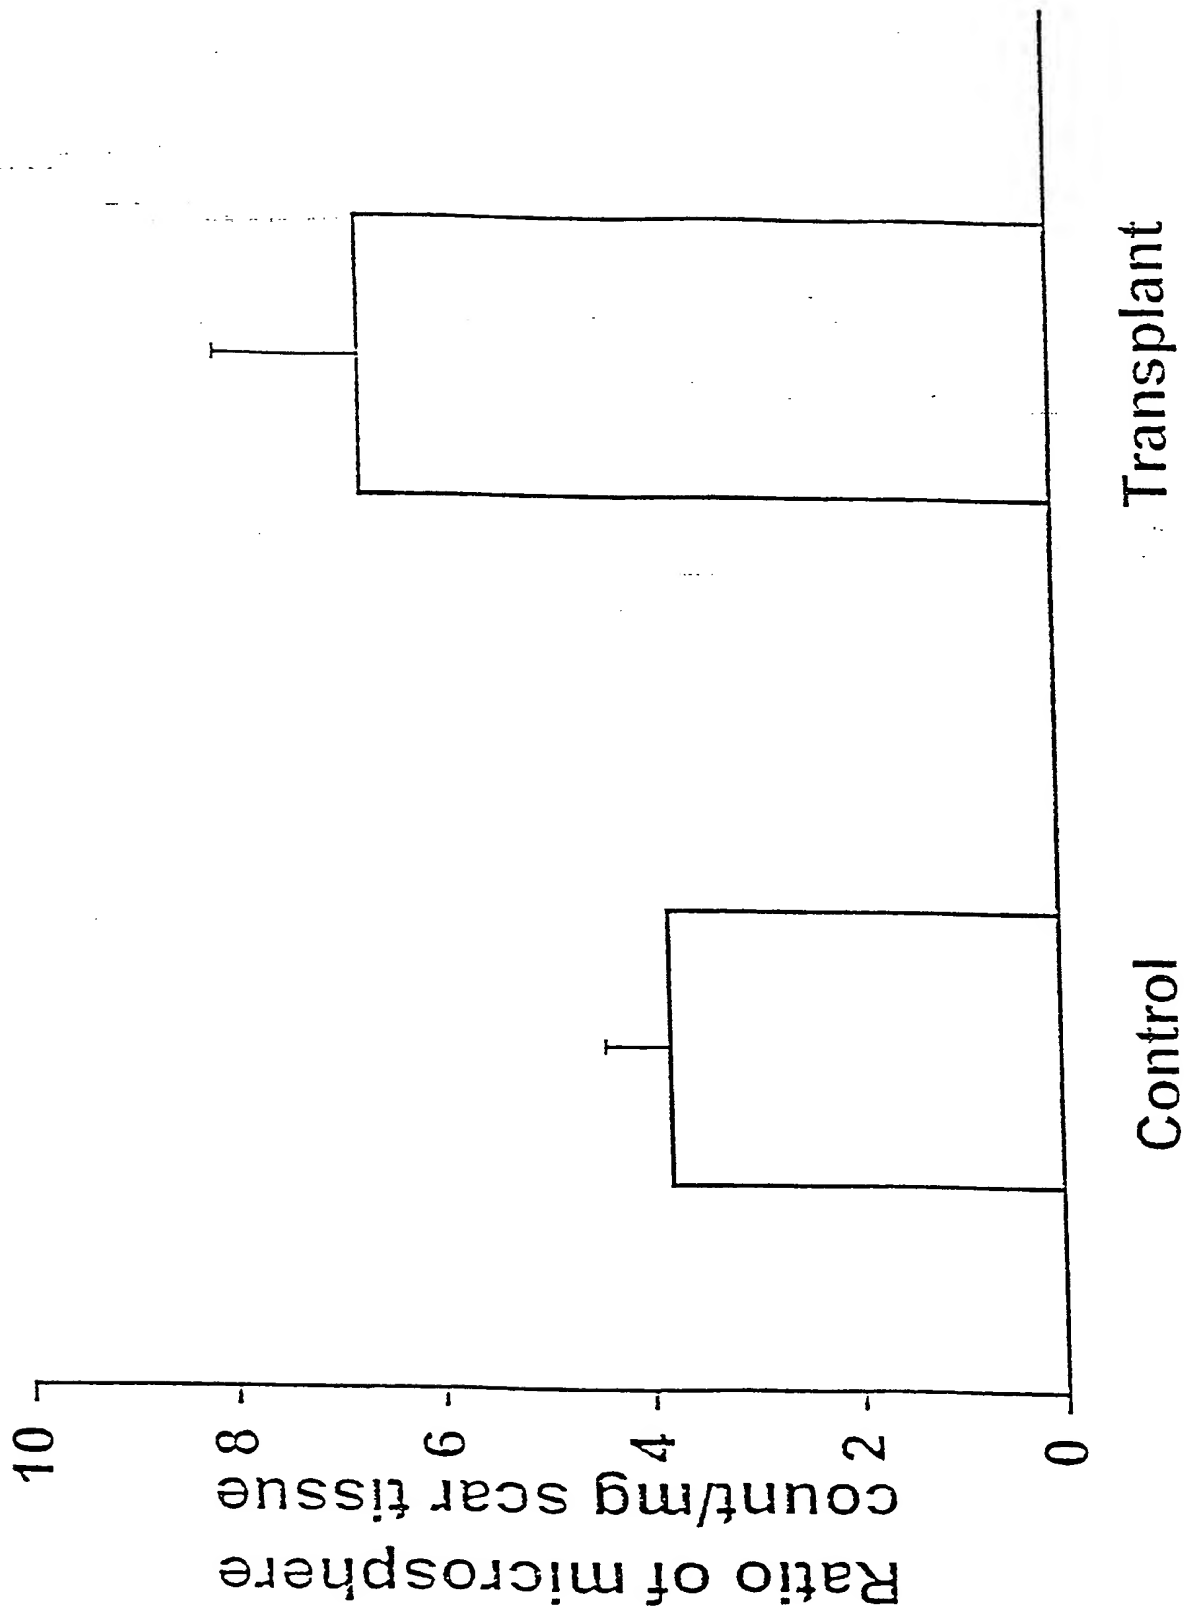 Ratio of microsphere
count/mg scar tissue
10
8
6
4
2
0
Control
Transplant